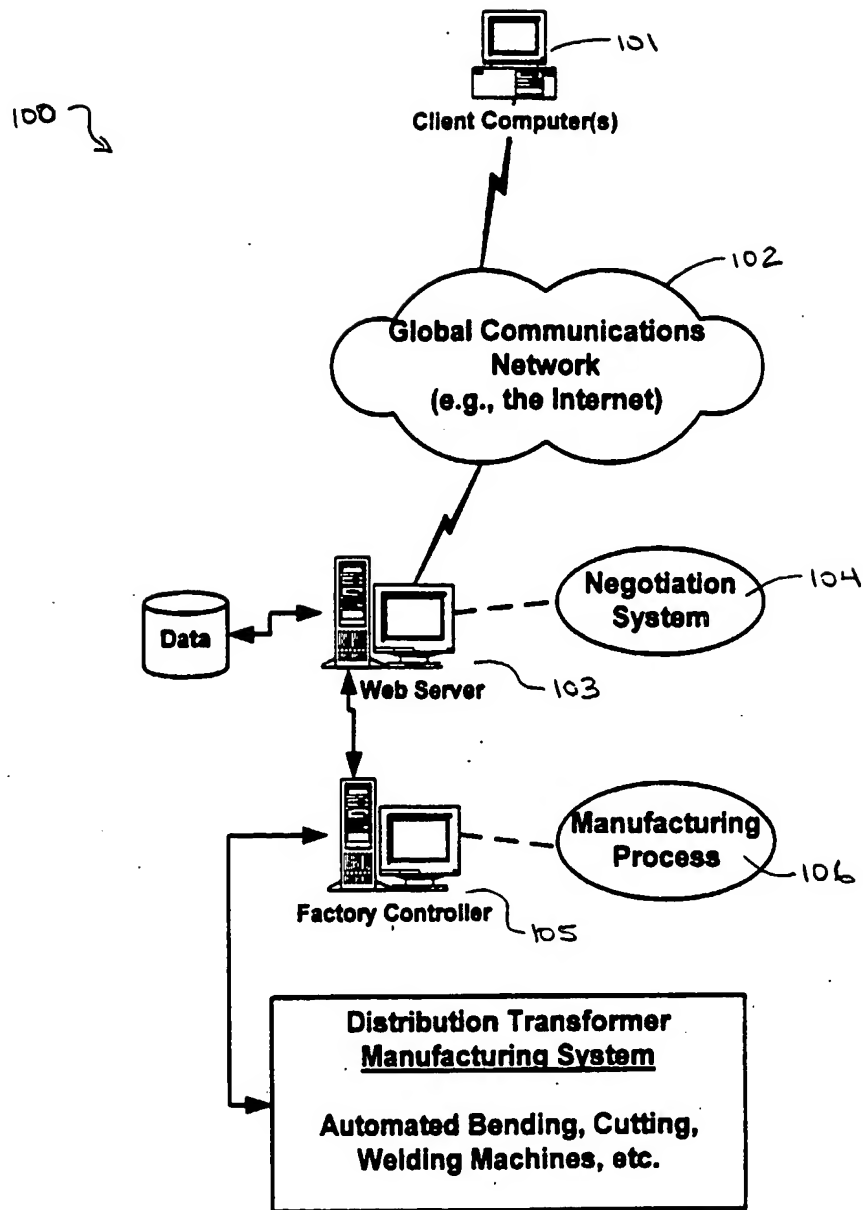 101
100
Client Computer(s)
102
Global Communications
Network
(e.g., the Internet)
Negotiation
System
104
Data
Web Server
103
Manufacturing
Process
106
Factory Controller
105
Distribution Transformer
Manufacturing System
Automated Bending, Cutting,
Welding Machines, etc.